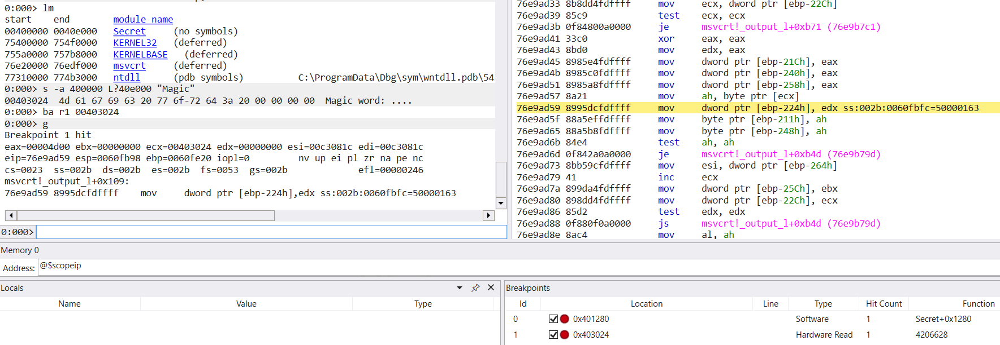 0:000> lm
start    end        module name
00400000 0040e000   Secret     (no symbols)
75400000 754f0000   KERNEL32   (deferred)
755a0000 757b8000   KERNELBASE   (deferred)
76e20000 76edf000   msvcrt     (deferred)
77310000 774b3000   ntdll      (pdb symbols)          C:\ProgramData\Dbg\sym\wntdll.pdb\54
0:000> s -a 400000 L?40e000 "Magic"
00403024  4d 61 67 69 63 20 77 6f-72 64 3a 20 00 00 00 00  Magic word: ....
0:000> ba r1 00403024
0:000> g
Breakpoint 1 hit
eax=00004d00 ebx=00000000 ecx=00403024 edx=00000000 esi=00c3081c edi=00c3081c
eip=76e9ad59 esp=0060fb98 ebp=0060fe20 iopl=0         nv up ei pl zr na pe nc
cs=0023  ss=002b  ds=002b  es=002b  fs=0053  gs=002b             efl=00000246
msvcrt!_output_l+0x109:
76e9ad59 8995dcfdffff    mov     dword ptr [ebp-224h],edx ss:002b:0060fbfc=50000163
0:000>
76e9ad33 8b8dd4fdffff     mov     ecx, dword ptr [ebp-22Ch]
76e9ad39 85c9             test    ecx, ecx
76e9ad3b 0f84800a0000     je      msvcrt!_output_l+0xb71 (76e9b7c1)
76e9ad41 33c0             xor     eax, eax
76e9ad43 8bd0             mov     edx, eax
76e9ad45 8985e4fdffff     mov     dword ptr [ebp-21Ch], eax
76e9ad4b 8985c0fdffff     mov     dword ptr [ebp-240h], eax
76e9ad51 8985a8fdffff     mov     dword ptr [ebp-258h], eax
76e9ad57 8a21             mov     ah, byte ptr [ecx]
76e9ad59 8995dcfdffff     mov     dword ptr [ebp-224h], edx ss:002b:0060fbfc=50000163
76e9ad5f 88a5effdffff     mov     byte ptr [ebp-211h], ah
76e9ad65 88a5b8fdffff     mov     byte ptr [ebp-248h], ah
76e9ad6b 84e4             test    ah, ah
76e9ad6d 0f842a0a0000     je      msvcrt!_output_l+0xb4d (76e9b79d)
76e9ad73 8bb59cfdffff     mov     esi, dword ptr [ebp-264h]
76e9ad79 41               inc     ecx
76e9ad7a 899da4fdffff     mov     dword ptr [ebp-25Ch], ebx
76e9ad80 898dd4fdffff     mov     dword ptr [ebp-22Ch], ecx
76e9ad86 85d2             test    edx, edx
76e9ad88 0f880f0a0000     js      msvcrt!_output_l+0xb4d (76e9b79d)
76e9ad8e 8ac4             mov     al, ah
Memory 0
Address: @$scopeip
Locals
Name Value Type
Breakpoints
Id Location Line Type Hit Count Function
0 0x401280 Software 1 Secret+0x1280
1 0x403024 Hardware Read 1 4206628